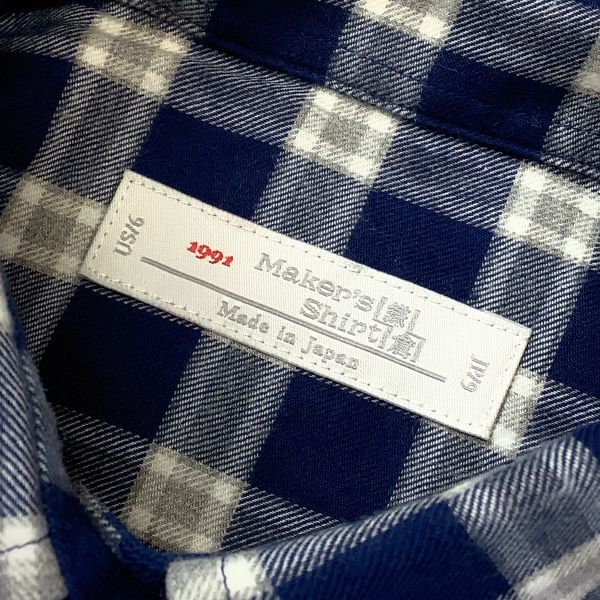 US/6
1991
Maker's 鎌
Shirt 倉
Made in Japan
JP/9